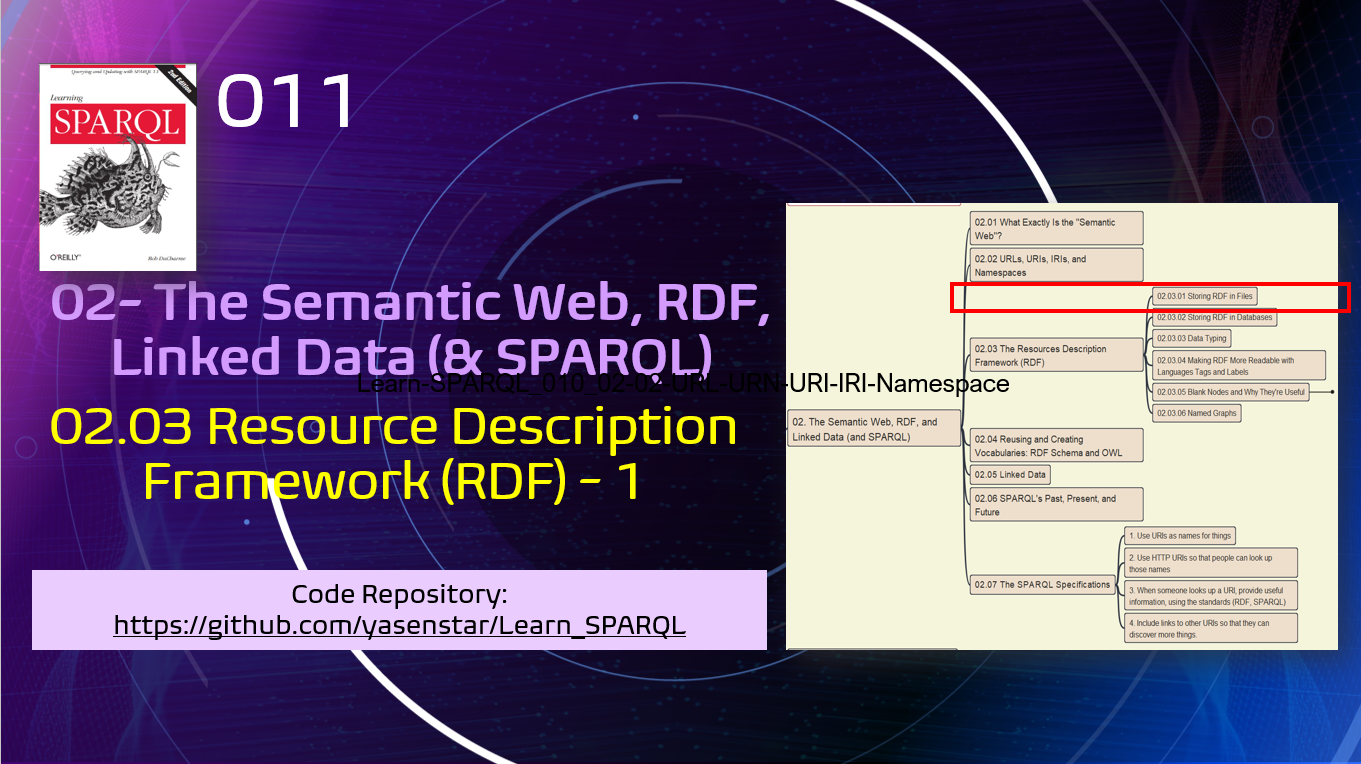 Querying and Updating with SPARQL 1.1
2nd Edition
Learning
SPARQL
O'REILLY
Bob DuCharme
011
02- The Semantic Web, RDF,
Linked Data (& SPARQL)
Learn-SPARQL_010_02-02-URL-URN-URI-IRI-Namespace
02.03 Resource Description
Framework (RDF) - 1
Code Repository:
https://github.com/yasenstar/Learn_SPARQL
02. The Semantic Web, RDF, and
Linked Data (and SPARQL)
02.01 What Exactly Is the "Semantic
Web"?
02.02 URLs, URIs, IRIs, and
Namespaces
02.03 The Resources Description
Framework (RDF)
02.03.01 Storing RDF in Files
02.03.02 Storing RDF in Databases
02.03.03 Data Typing
02.03.04 Making RDF More Readable with
Languages Tags and Labels
02.03.05 Blank Nodes and Why They're Useful
02.03.06 Named Graphs
02.04 Reusing and Creating
Vocabularies: RDF Schema and OWL
02.05 Linked Data
02.06 SPARQL's Past, Present, and
Future
02.07 The SPARQL Specifications
1. Use URIs as names for things
2. Use HTTP URIs so that people can look up
those names
3. When someone looks up a URI, provide useful
information, using the standards (RDF, SPARQL)
4. Include links to other URIs so that they can
discover more things.